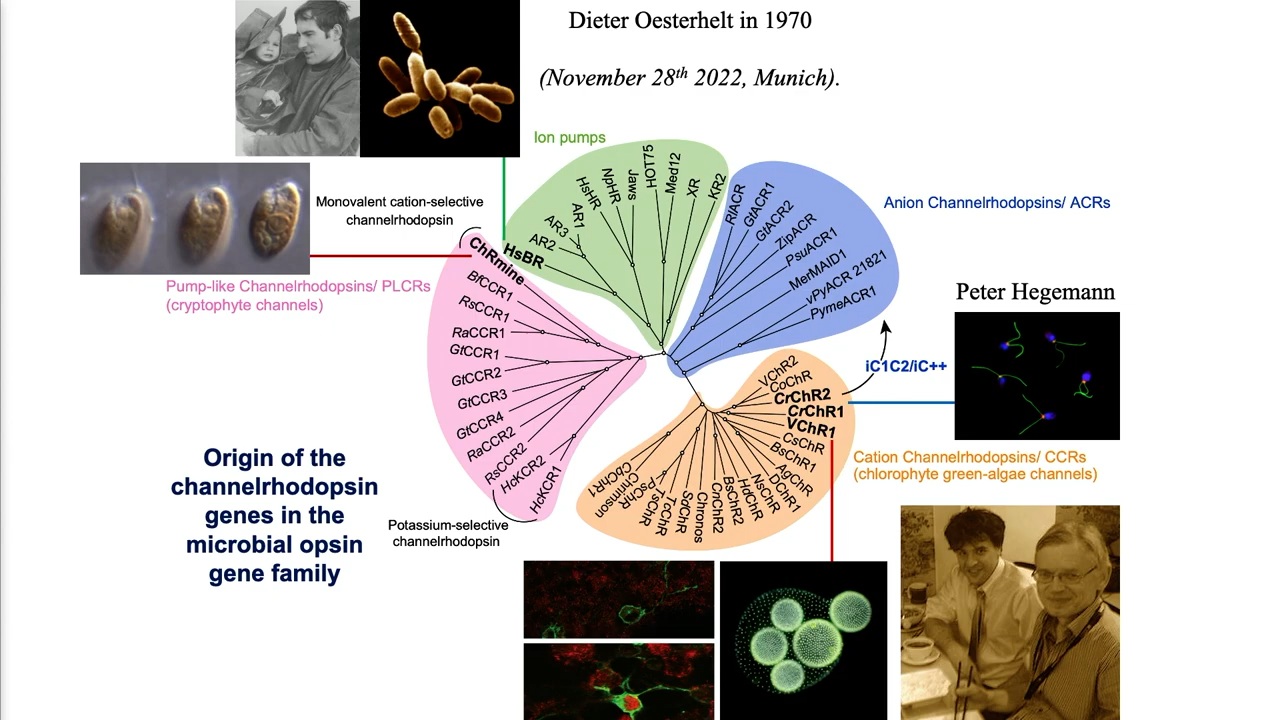 Dieter Oesterhelt in 1970
(November 28th 2022, Munich).
Ion pumps
Monovalent cation-selective
channelrhodopsin
Pump-like Channelrhodopsins/ PLCRs
(cryptophyte channels)
Anion Channelrhodopsins/ ACRs
Peter Hegemann
iC1C2/iC++
Cation Channelrhodopsins/ CCRs
(chlorophyte green-algae channels)
Potassium-selective
channelrhodopsin
Origin of the
channelrhodopsin
genes in the
microbial opsin
gene family
HsBR
AR2
AR3
AR1
HsHR
NpHR
Jaws
HOT75
Med12
XR
KR2
RlACR
GtACR1
GtACR2
ZipACR
PsuACR1
MerMAID1
vPyACR 21821
PymeACR1
VChR2
CoChR
CrChR2
CrChR1
VChR1
CsChR
BsChR1
AgChR
DChR1
NsChR
HdChR
BsChR2
CnChR2
Chronos
SdChR
TcChR
TsChR
PsChR
Chrimson
CbChR1
HcKCR1
HcKCR2
RsCCR2
RaCCR2
GtCCR4
GtCCR3
GtCCR2
GtCCR1
RaCCR1
RsCCR1
BfCCR1
ChRmine